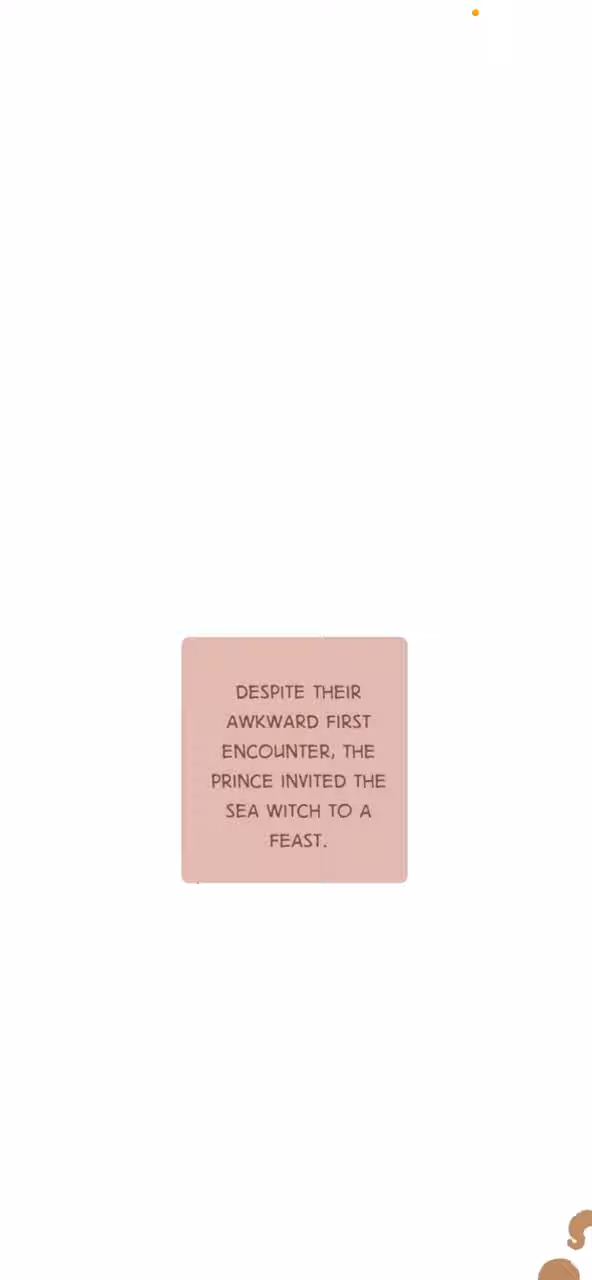 DESPITE THEIR
AWKWARD FIRST
ENCOUNTER, THE
PRINCE INVITED THE
SEA WITCH TO A
FEAST.